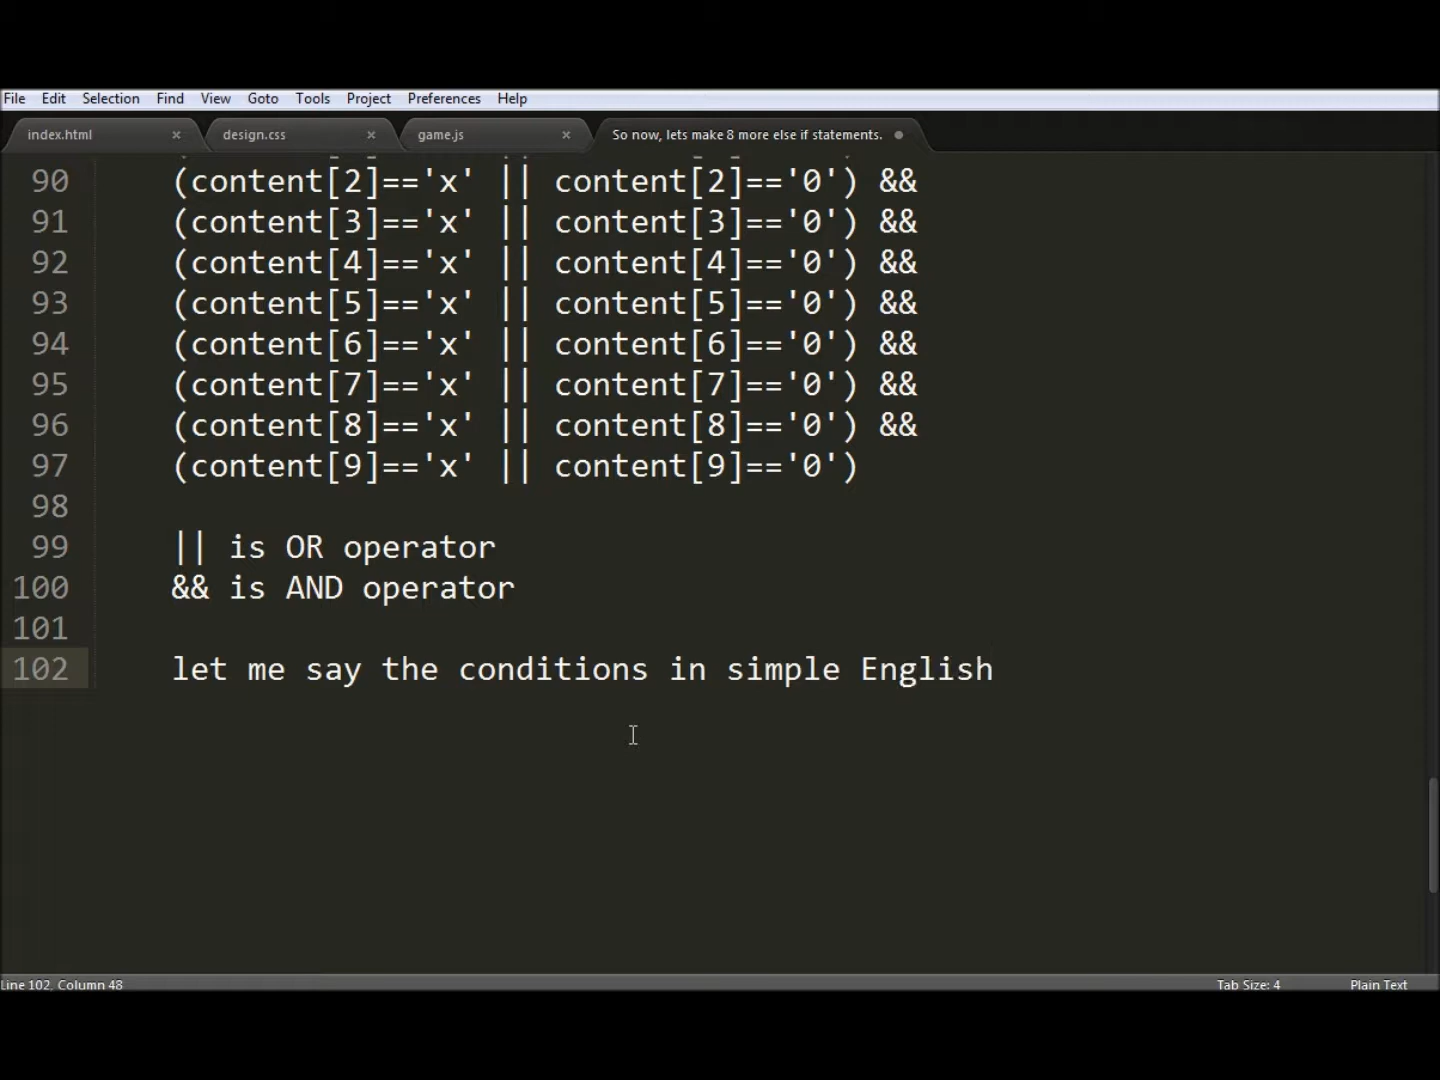 File Edit Selection Find View Goto Tools Project Preferences Help
index.html × design.css × game.js × So now, lets make 8 more else if statements.
90 (content[2]=='x' || content[2]=='0') &&
91 (content[3]=='x' || content[3]=='0') &&
92 (content[4]=='x' || content[4]=='0') &&
93 (content[5]=='x' || content[5]=='0') &&
94 (content[6]=='x' || content[6]=='0') &&
95 (content[7]=='x' || content[7]=='0') &&
96 (content[8]=='x' || content[8]=='0') &&
97 (content[9]=='x' || content[9]=='0')
98
99 || is OR operator
100 && is AND operator
101
102 let me say the conditions in simple English
Line 102, Column 48 Tab Size: 4 Plain Text